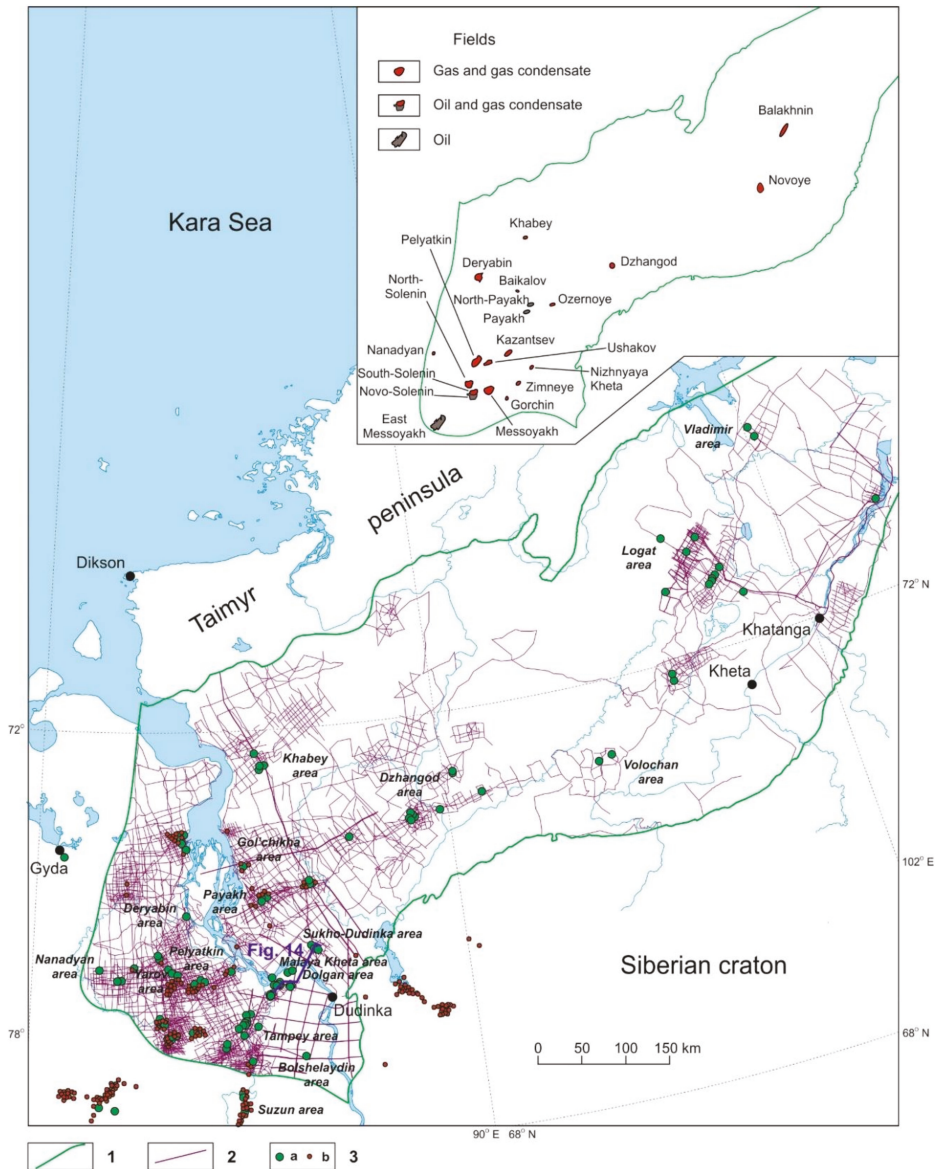 Fields
Gas and gas condensate
Oil and gas condensate
Oil
Balakhnin
Novoye
Khabey
Pelyatkin
Deryabin
Dzhangod
North-
Solenin
Baikalov
North-Payakh
Ozernoye
Payakh
Kazantsev
Nanadyan
Ushakov
South-Solenin
Nizhnyaya
Kheta
Novo-Solenin
Zimneye
Gorchin
East
Messoyakh
Messoyakh
Kara Sea
Vladimir
area
peninsula
Dikson
Taimyr
Logat
area
72° N
Khatanga
Kheta
72°
Khabey
area
Dzhangod
area
Volochan
area
Gol'chikha
area
Gyda
102° E
Payakh
area
Deryabin
area
Sukho-Dudinka area
Fig. 14
Pelyatkin
area
Malaya Kheta area
Nanadyan
area
Yaroy
area
Dolgan area
Siberian craton
Dudinka
78°
Tampey area
68° N
Bolshelaydin
area
0 50 100 150 km
Suzun area
90° E 68° N
1 2 a b 3